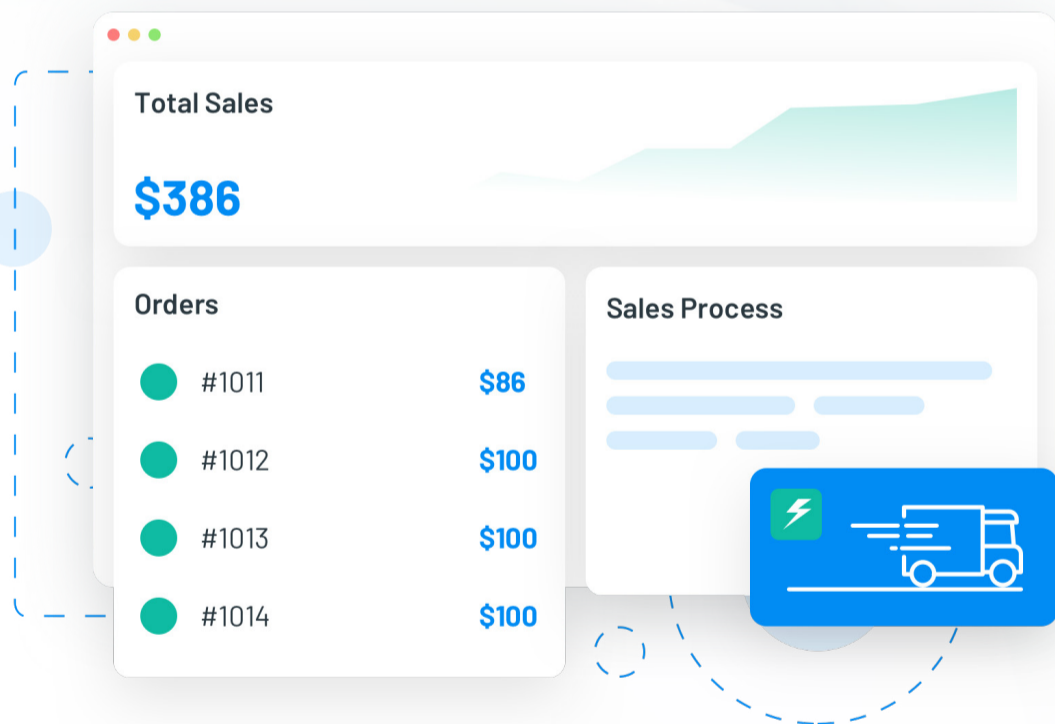 Total Sales
$386
Orders
#1011 $86
#1012 $100
#1013 $100
#1014 $100
Sales Process